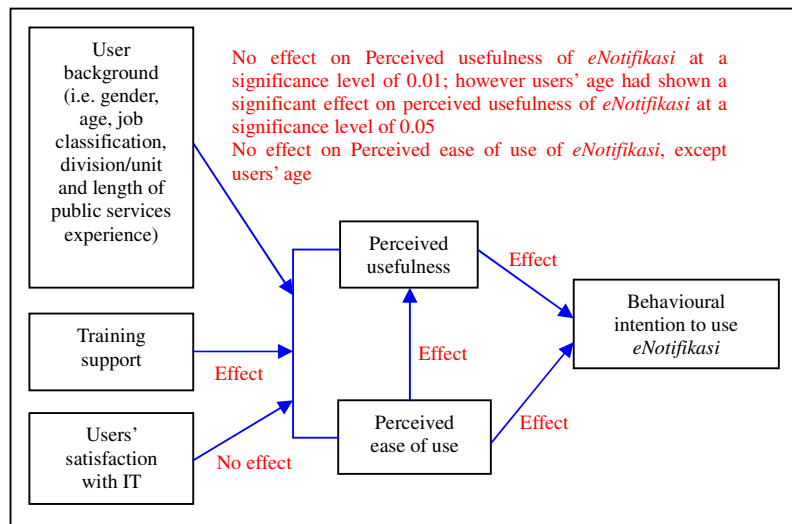 User
background
(i.e. gender,
age, job
classification,
division/unit
and length of
public services
experience)
No effect on Perceived usefulness of eNotifikasi at a
significance level of 0.01; however users' age had shown a
significant effect on perceived usefulness of eNotifikasi at a
significance level of 0.05
No effect on Perceived ease of use of eNotifikasi, except
users' age
Perceived
usefulness
Effect
Behavioural
intention to use
eNotifikasi
Training
support
Effect
Effect
Perceived
ease of use
Effect
Users'
satisfaction
with IT
No effect